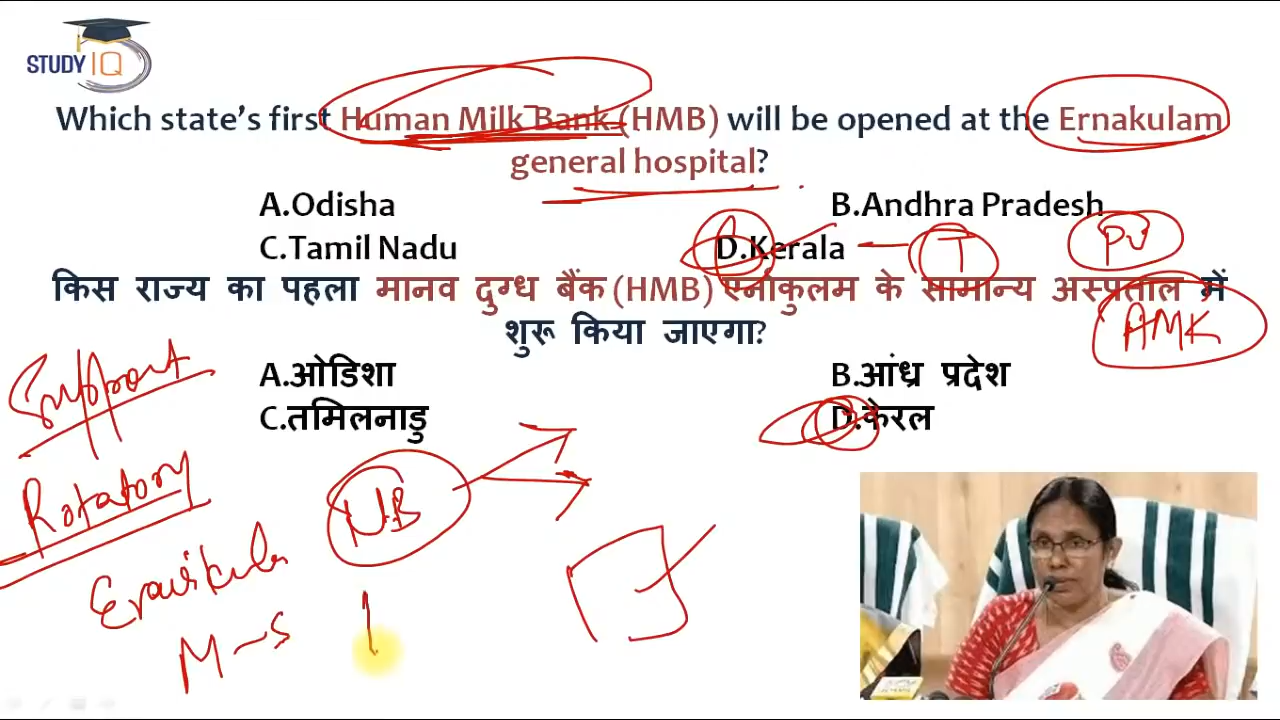 STUDY IQ
Which state's first Human Milk Bank (HMB) will be opened at the Ernakulam
general hospital?
A.Odisha B.Andhra Pradesh
C.Tamil Nadu D.Kerala T PV
किस राज्य का पहला मानव दुग्ध बैंक (HMB) एर्नाकुलम के सामान्य अस्पताल में
AMK
शुरू किया जाएगा?
A.ओडिशा B.आंध्र प्रदेश
C.तमिलनाडु D.केरल
Support
Rotatory
NB
M-S